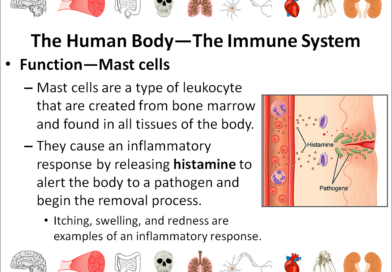 The Human Body—The Immune System
• Function—Mast cells
– Mast cells are a type of leukocyte
that are created from bone marrow
and found in all tissues of the body.
– They cause an inflammatory
response by releasing histamine to
alert the body to a pathogen and
begin the removal process.
• Itching, swelling, and redness are
examples of an inflammatory response.
Histamine
Pathogens